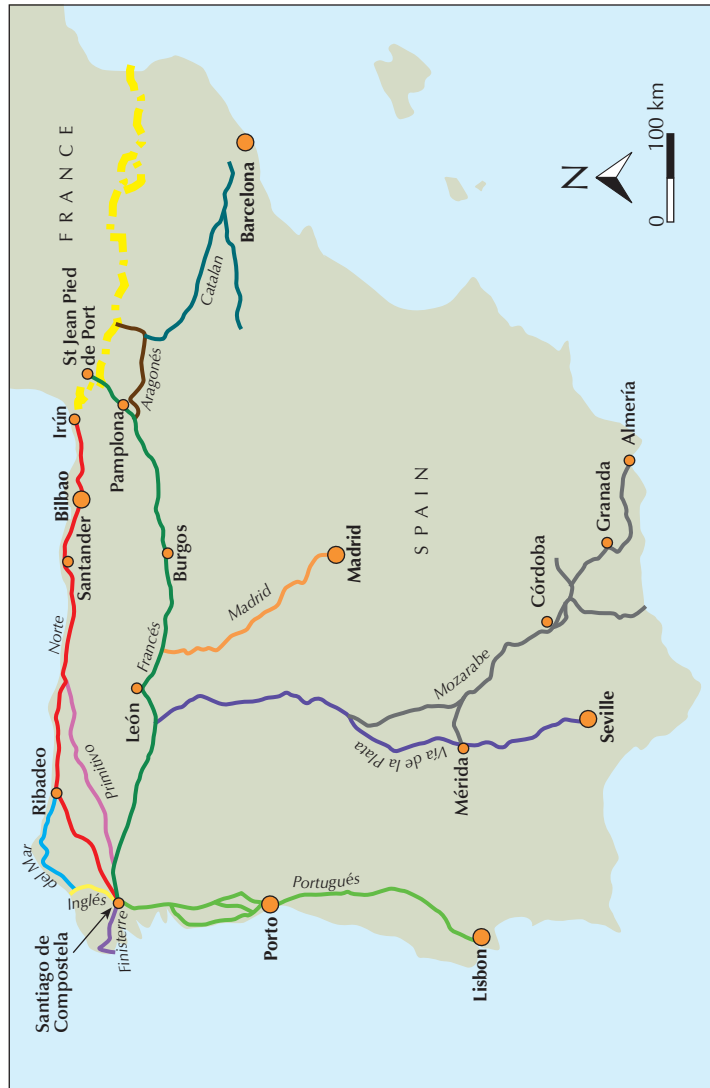 FRANCE
St Jean Pied
de Port
Irún
Bilbao
Santander
Norte
Ribadeo
del Mar
Inglés
Primitivo
Santiago de
Compostela
Finisterre
León
Francés
Burgos
Pamplona
Aragonés
Catalan
Barcelona
Madrid
Madrid
SPAIN
Porto
Portugués
Lisbon
Mérida
Vía de la Plata
Mozarabe
Seville
Córdoba
Granada
Almería
N
0 100 km